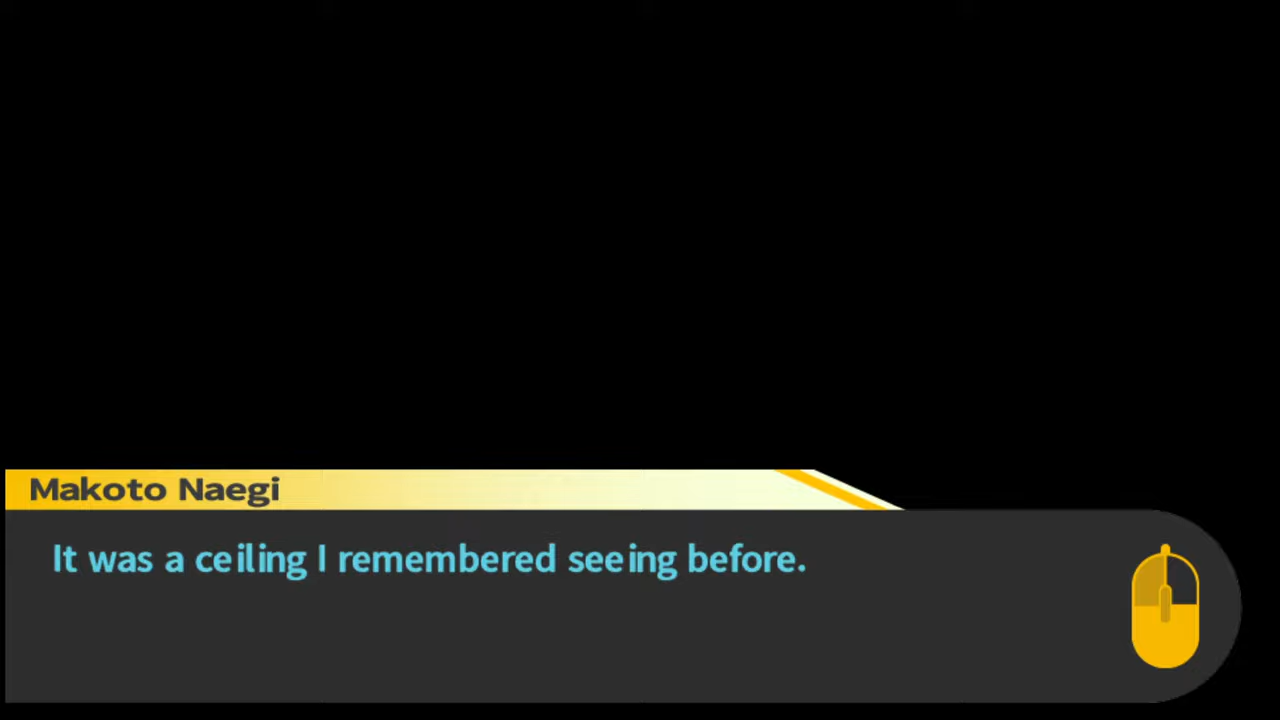 Makoto Naegi
It was a ceiling I remembered seeing before.